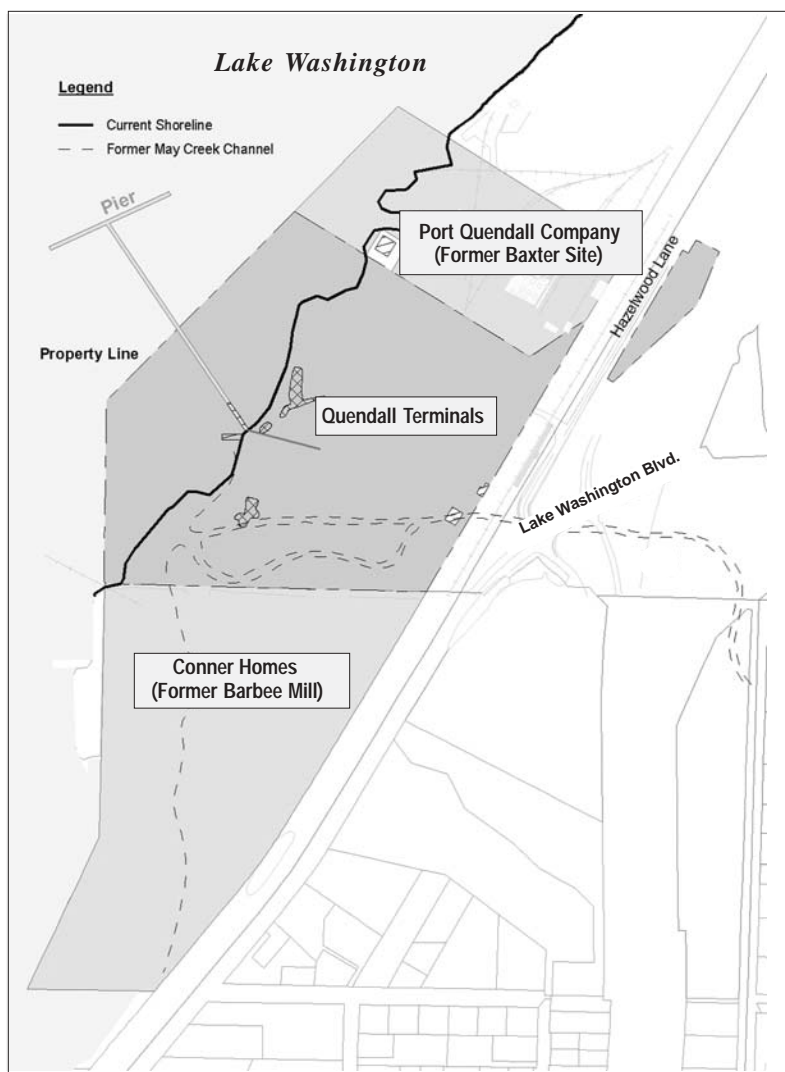 Lake Washington
Legend
Current Shoreline
Former May Creek Channel
Pier
Port Quendall Company
(Former Baxter Site)
Hazelwood Lane
Property Line
Quendall Terminals
Lake Washington Blvd.
Conner Homes
(Former Barbee Mill)